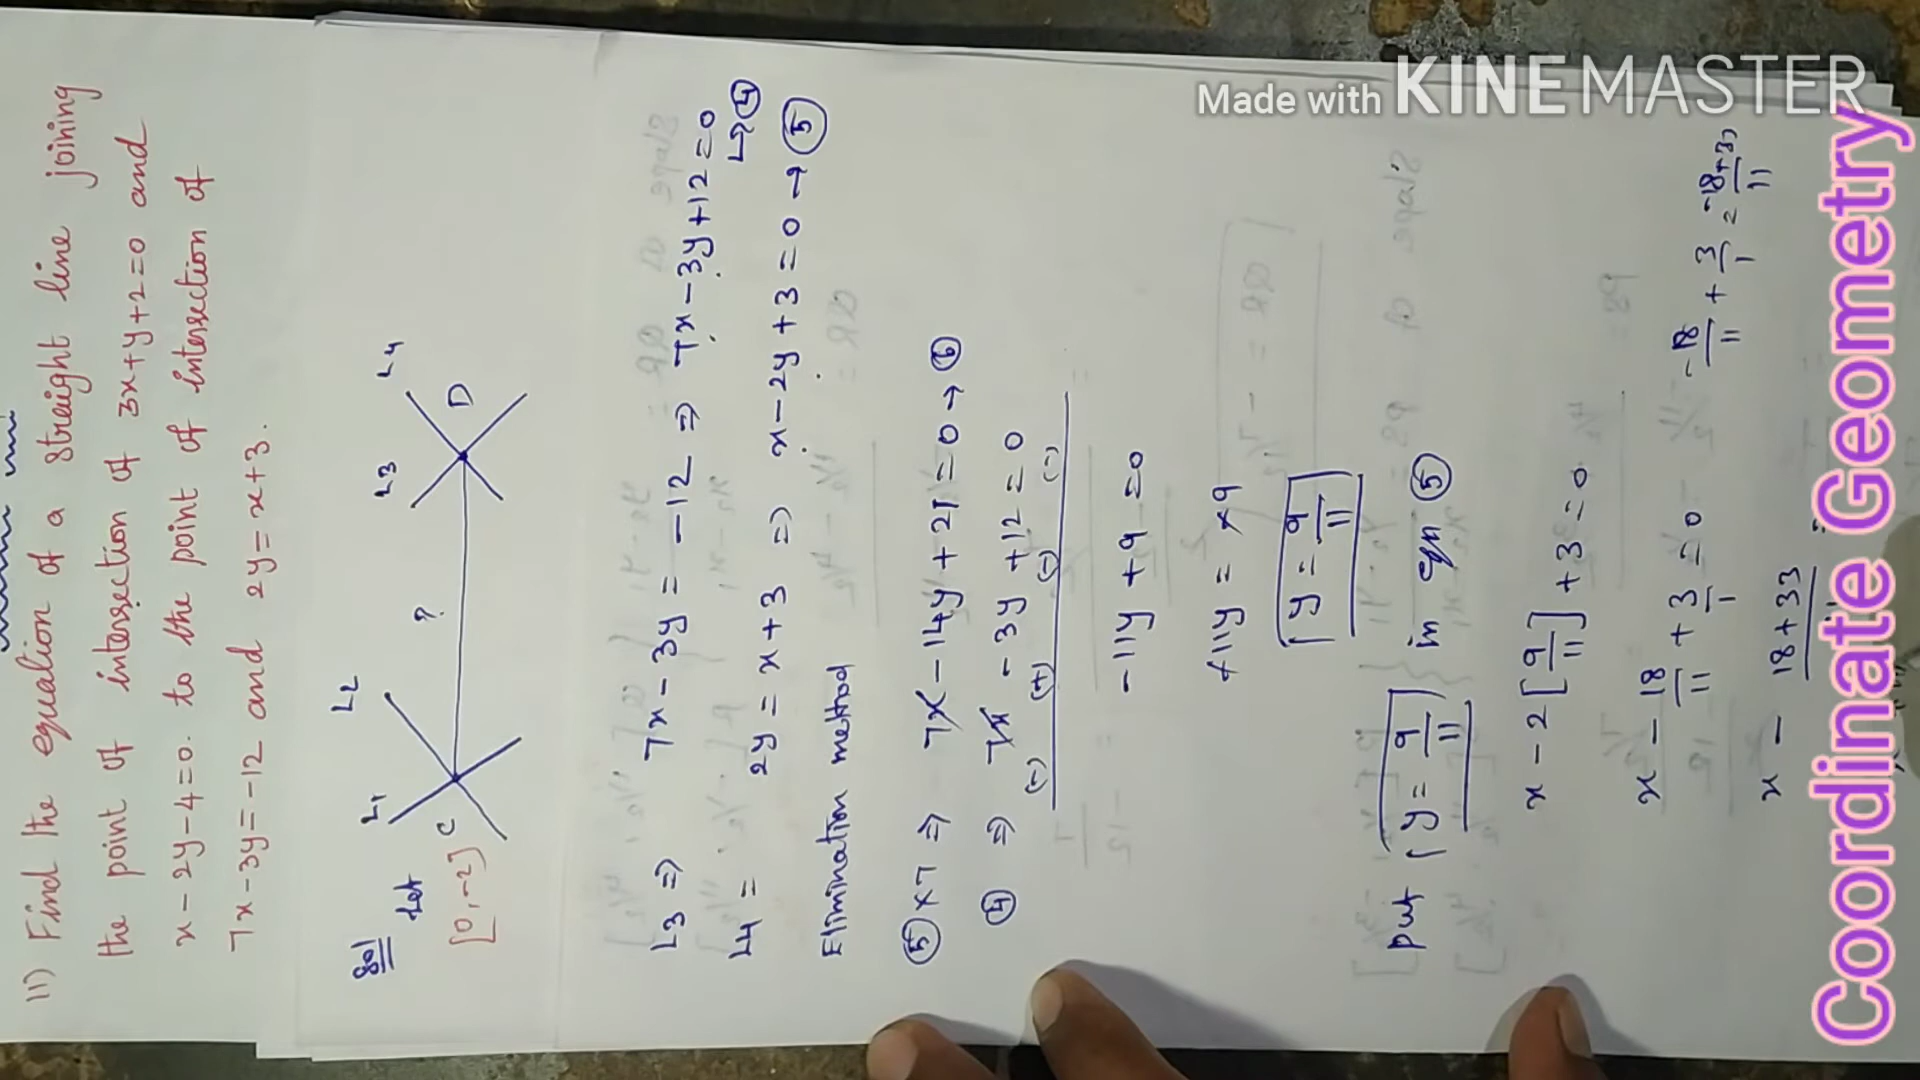 11) Find the equation of a straight line joining
the point of intersection of 3x+y+2=0 and
x-2y-4=0. to the point of intersection of
7x-3y=-12 and 2y=x+3.
Sol
Let
L1 L2 L3 L4
C ? D
[0,-2]
L3 ⇒ 7x-3y=-12 ⇒ 7x-3y+12=0
↳④
L4 = 2y=x+3 ⇒ x-2y+3=0→⑤
Elimination method
⑤×7 ⇒ 7x-14y+21=0→⑥
④ ⇒ 7x-3y+12=0
(-) (+) (-) (-)
-11y+9=0
+11y=+9
y=9/11
put y=9/11 in Eqn ⑤
x-2[9/11]+3=0
x-18/11+3/1=0
-18/11+3/1=-18+33/11
x-18+33
Made with KINEMASTER
Coordinate Geometry